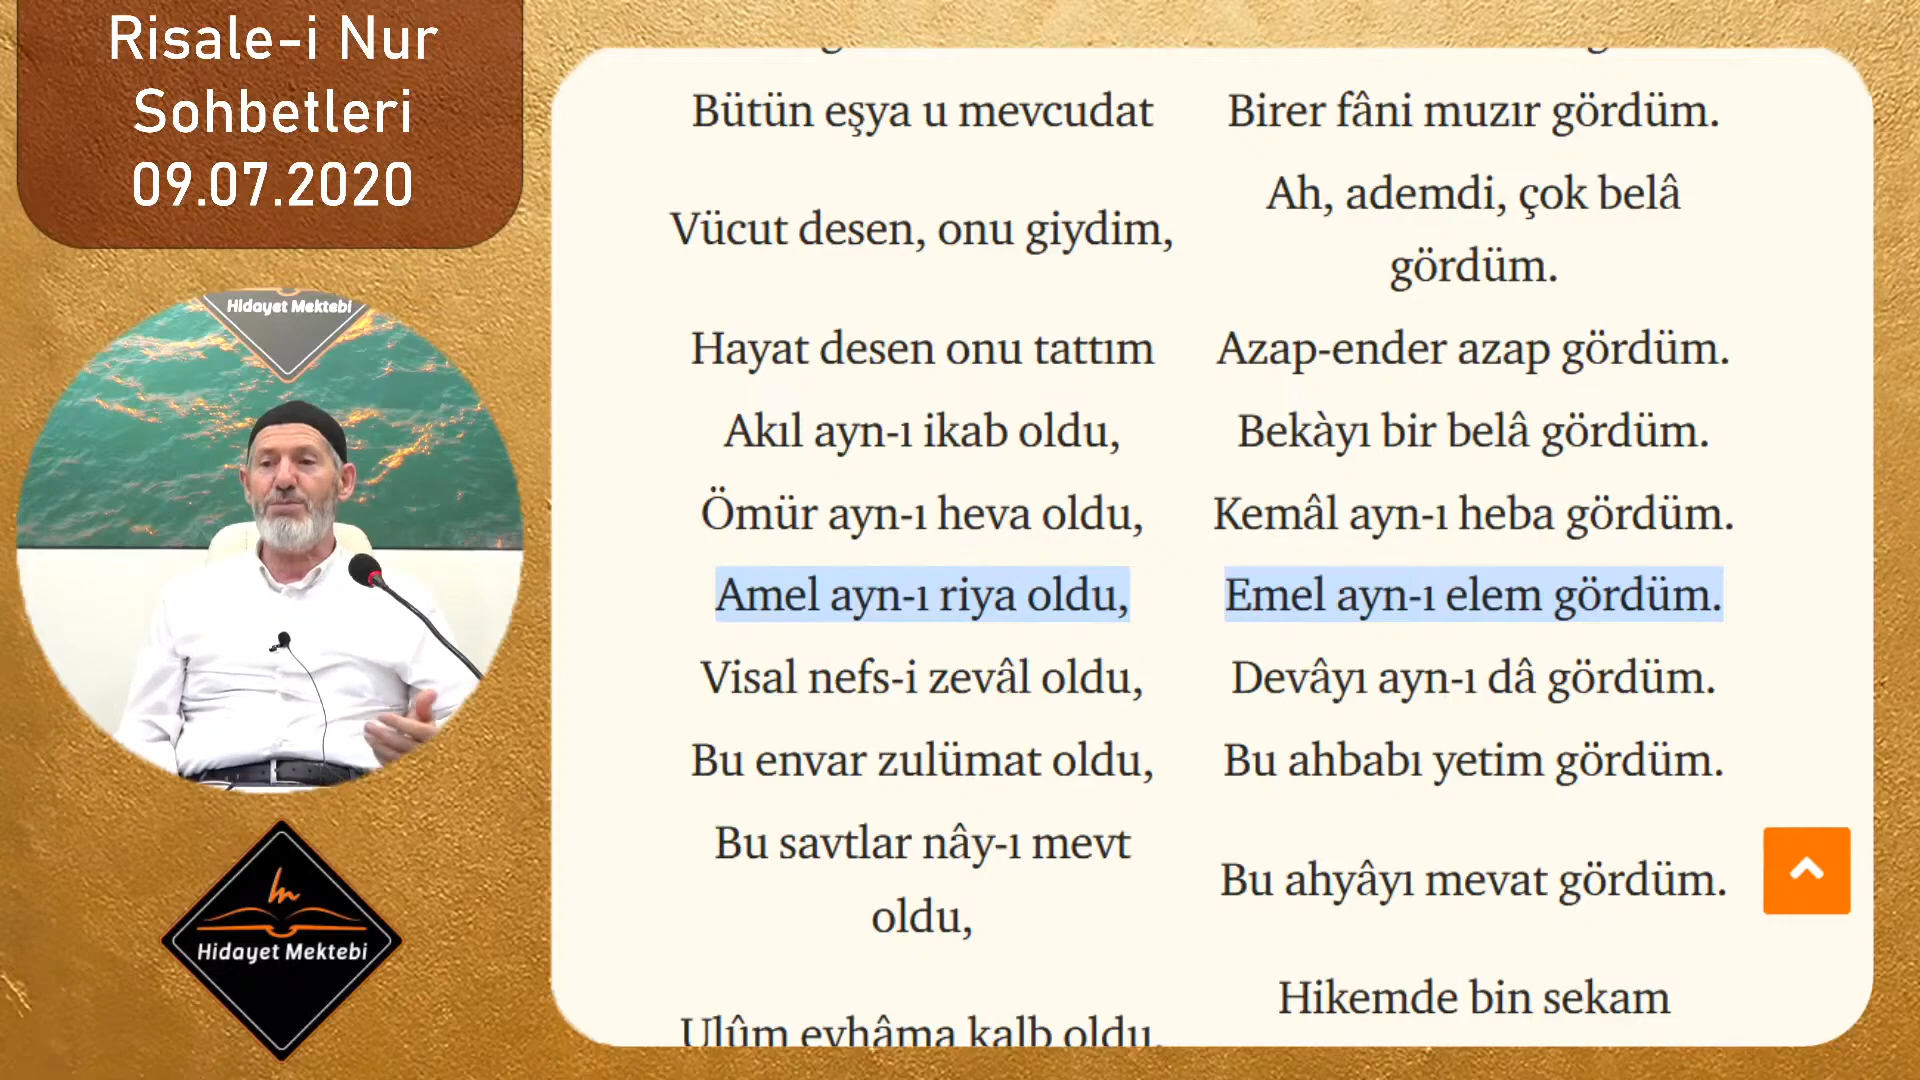 Risale-i Nur
Sohbetleri
09.07.2020
Hidayet Mektebi
Hidayet Mektebi
Bütün eşya u mevcudat
Birer fâni muzır gördüm.
Vücut desen, onu giydim,
Ah, ademdi, çok belâ
gördüm.
Hayat desen onu tattım
Azap-ender azap gördüm.
Akıl ayn-ı ikab oldu,
Bekàyı bir belâ gördüm.
Ömür ayn-ı heva oldu,
Kemâl ayn-ı heba gördüm.
Amel ayn-ı riya oldu,
Emel ayn-ı elem gördüm.
Visal nefs-i zevâl oldu,
Devâyı ayn-ı dâ gördüm.
Bu envar zulümat oldu,
Bu ahbabı yetim gördüm.
Bu savtlar nây-ı mevt
oldu,
Bu ahyâyı mevat gördüm.
Ulûm evhâma kalb oldu,
Hikemde bin sekam